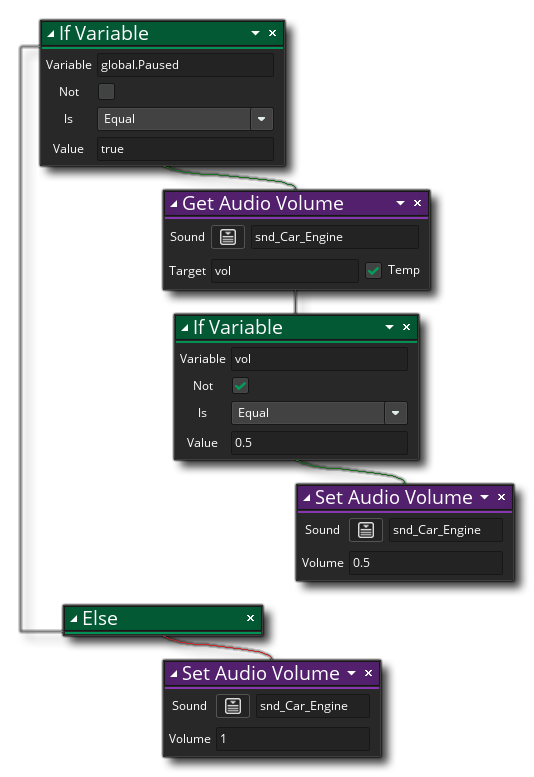 If Variable
Variable global.Paused
Not
Is Equal
Value true
Get Audio Volume
Sound snd_Car_Engine
Target vol Temp
If Variable
Variable vol
Not
Is Equal
Value 0.5
Set Audio Volume
Sound snd_Car_Engine
Volume 0.5
Else
Set Audio Volume
Sound snd_Car_Engine
Volume 1